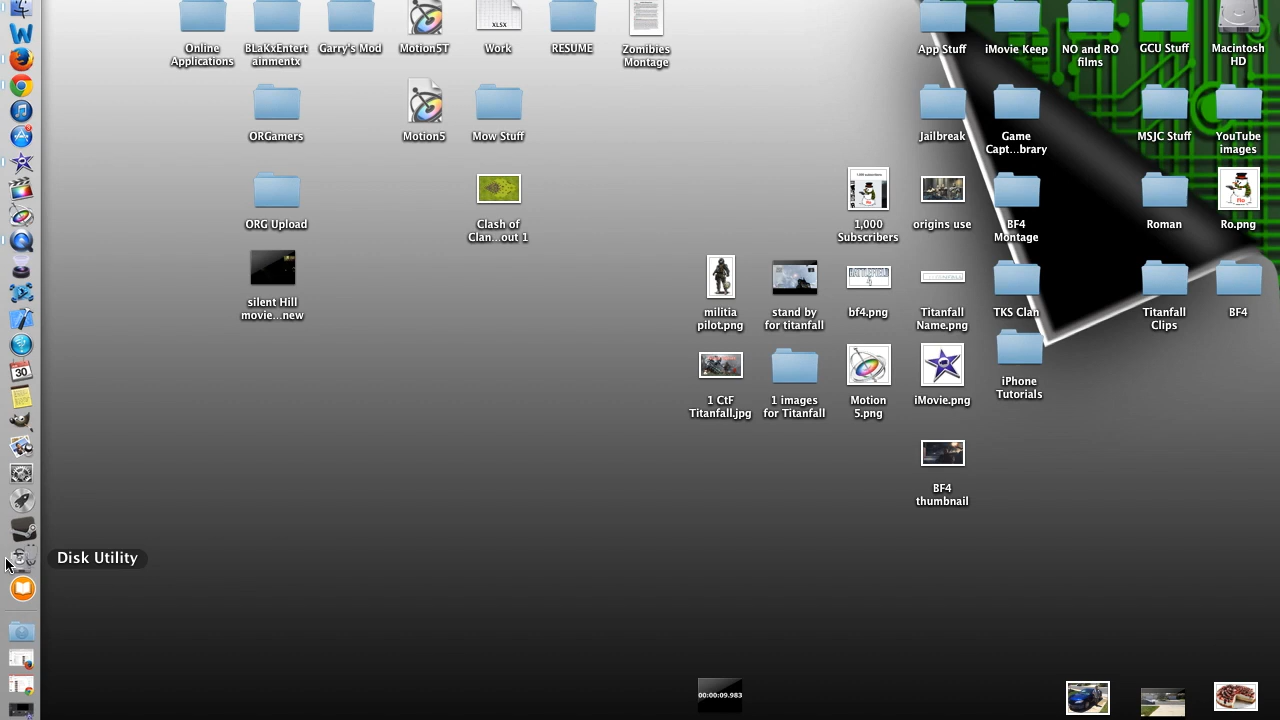 Online
Applications
BLaKxEntert
ainmentx
Garry's Mod
Motion5T
XLSX
Work
RESUME
Zombies
Montage
App Stuff
iMovie Keep
NO and RO
films
GCU Stuff
Macintosh
HD
ORGamers
Motion5
Mow Stuff
Jailbreak
Game
Capt...brary
MSJC Stuff
YouTube
images
ORG Upload
Clash of
Clan...out 1
1,000
Subscribers
origins use
BF4
Montage
Roman
Ro.png
silent Hill
movie...new
militia
pilot.png
stand by
for titanfall
bf4.png
Titanfall
Name.png
TKS Clan
Titanfall
Clips
BF4
1 CtF
Titanfall.jpg
1 images
for Titanfall
Motion
5.png
iMovie.png
iPhone
Tutorials
30
BF4
thumbnail
Disk Utility
00:00:09.983